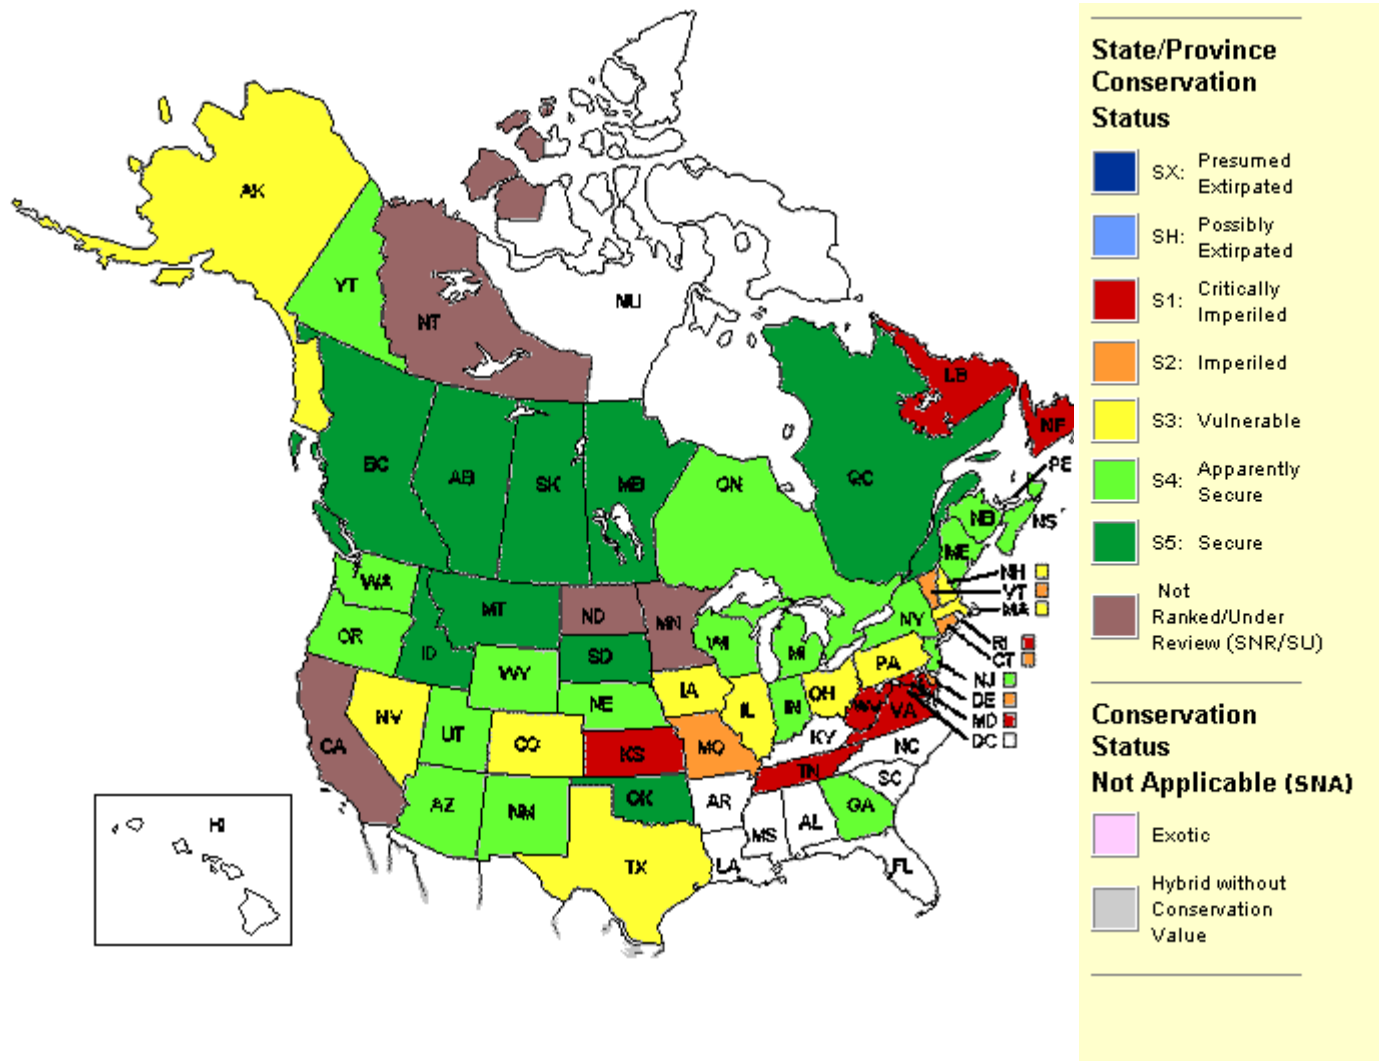 AK
YT
NT
NU
LB
NF
BC
AB
SK
MB
ON
QC
PE
NB
NS
ME
WA
MT
ND
MN
OR
ID
SD
WI
MI
NY
NH
VT
MA
RI
CT
NJ
DE
MD
DC
WY
NE
IA
PA
NV
UT
CO
KS
MO
IL
IN
OH
WV
VA
KY
CA
AZ
NM
OK
AR
TN
NC
SC
MS
AL
GA
TX
LA
FL
HI
State/Province
Conservation
Status
SX: Presumed
Extirpated
SH: Possibly
Extirpated
S1: Critically
Imperiled
S2: Imperiled
S3: Vulnerable
S4: Apparently
Secure
S5: Secure
Not
Ranked/Under
Review (SNR/SU)
Conservation
Status
Not Applicable (SNA)
Exotic
Hybrid without
Conservation
Value